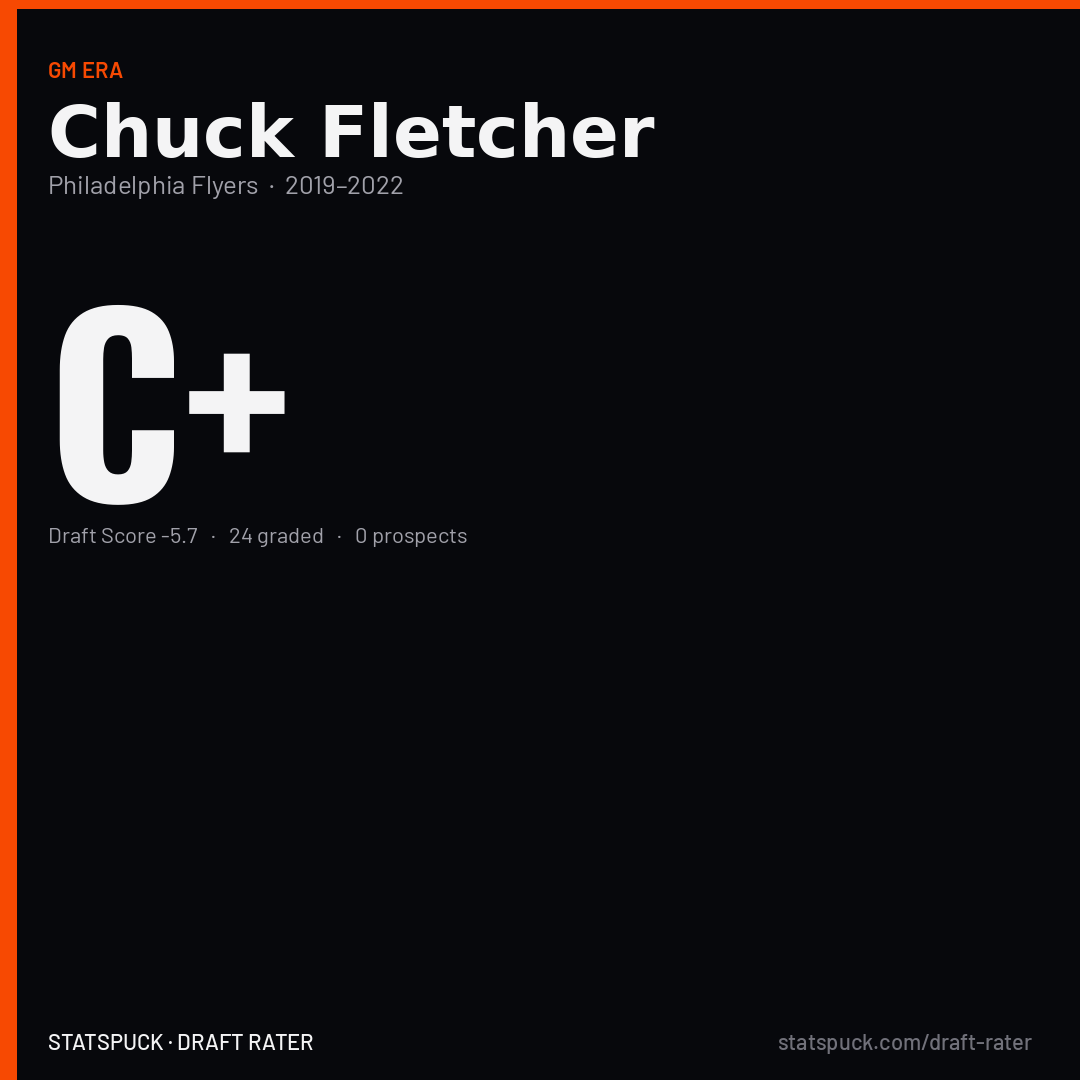 GM ERA
Chuck Fletcher
Philadelphia Flyers · 2019–2022
C+
Draft Score -5.7 · 24 graded · 0 prospects
STATSPUCK · DRAFT RATER
statspuck.com/draft-rater